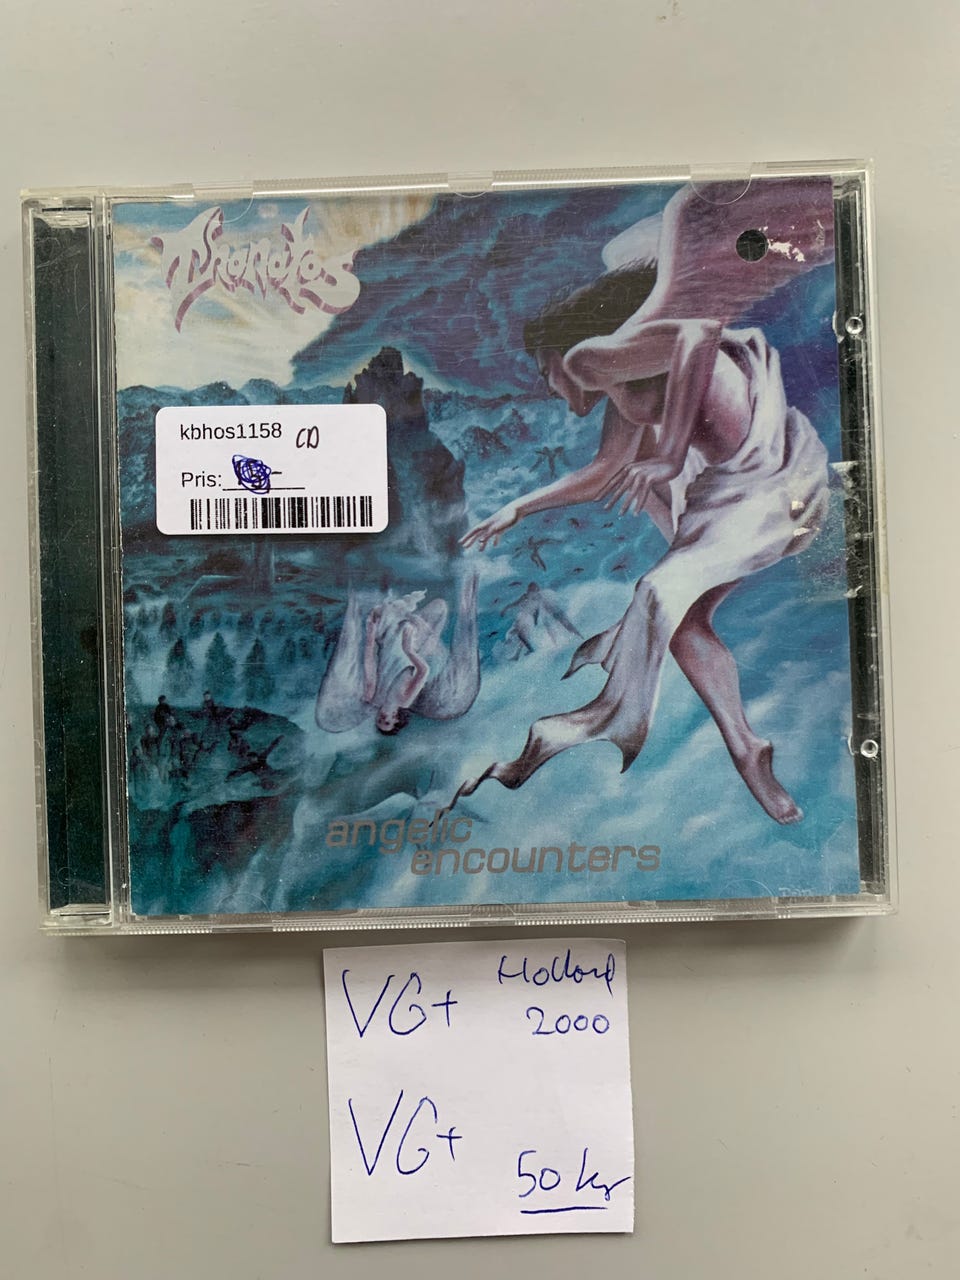 Thanatos
kbhos1158 CD
Pris:
angelic
encounters
VG+ Holland
2000
VG+
50 kr